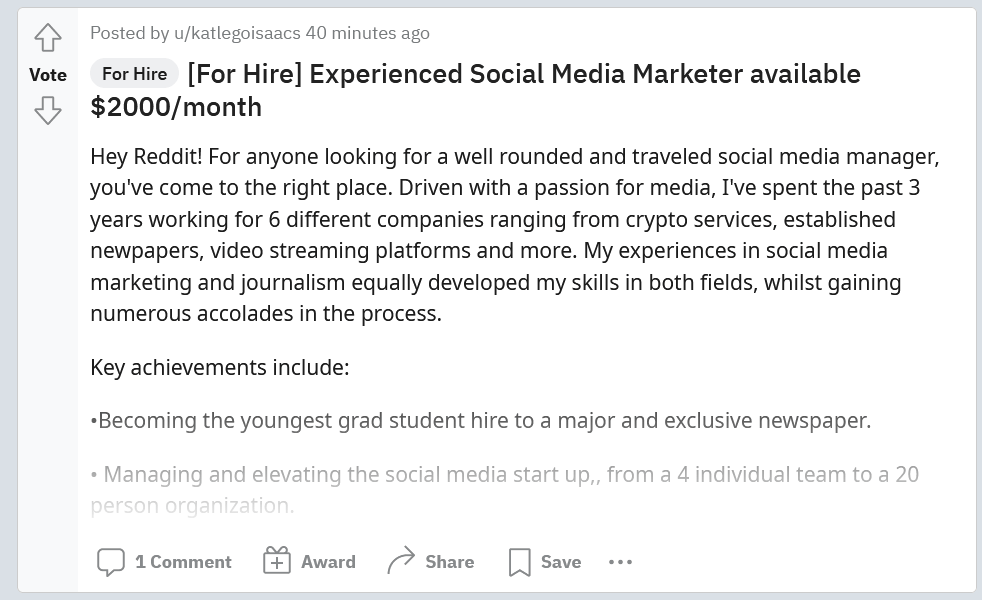 Posted by u/katlegoisaacs 40 minutes ago
Vote
For Hire [For Hire] Experienced Social Media Marketer available
$2000/month
Hey Reddit! For anyone looking for a well rounded and traveled social media manager,
you've come to the right place. Driven with a passion for media, I've spent the past 3
years working for 6 different companies ranging from crypto services, established
newpapers, video streaming platforms and more. My experiences in social media
marketing and journalism equally developed my skills in both fields, whilst gaining
numerous accolades in the process.
Key achievements include:
•Becoming the youngest grad student hire to a major and exclusive newspaper.
• Managing and elevating the social media start up,, from a 4 individual team to a 20
person organization.
1 Comment Award Share Save